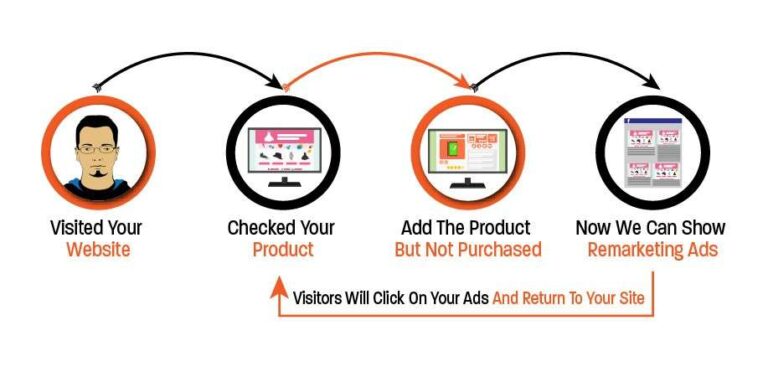 Visited Your
Website
Checked Your
Product
Add The Product
But Not Purchased
Now We Can Show
Remarketing Ads
Visitors Will Click On Your Ads And Return To Your Site